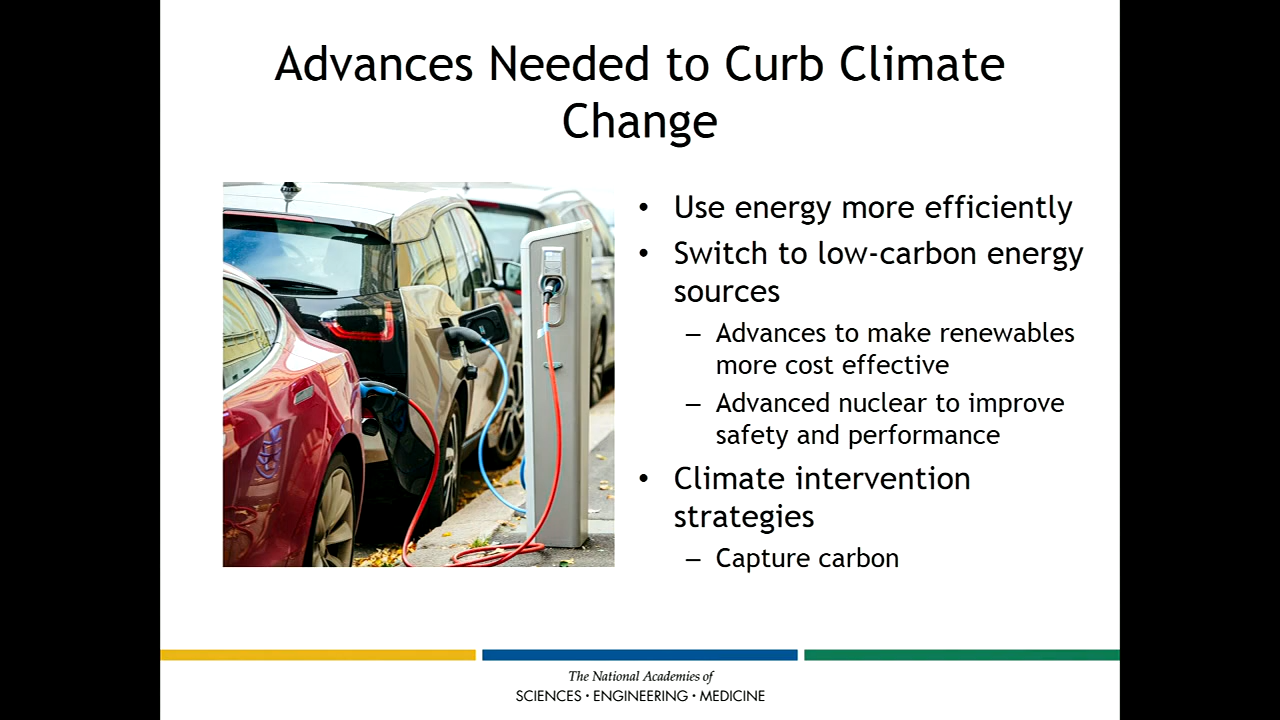 Advances Needed to Curb Climate
Change
• Use energy more efficiently
• Switch to low-carbon energy
sources
– Advances to make renewables
more cost effective
– Advanced nuclear to improve
safety and performance
• Climate intervention
strategies
– Capture carbon
The National Academies of
SCIENCES · ENGINEERING · MEDICINE